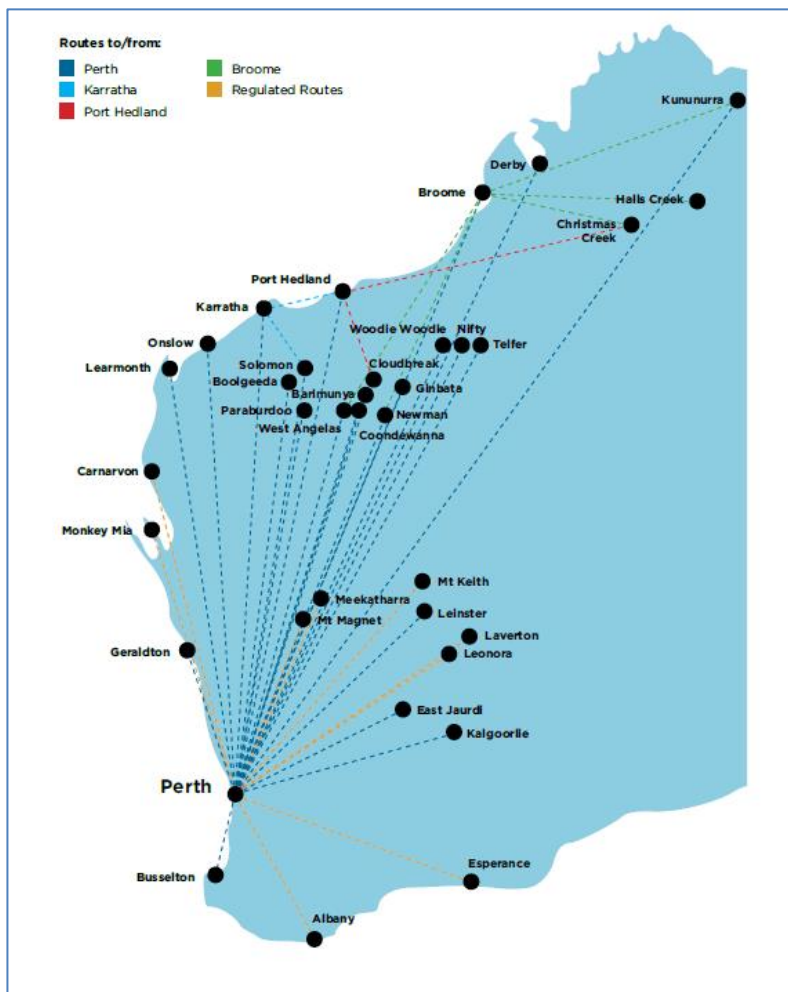 Routes to/from:
Perth
Broome
Karratha
Regulated Routes
Port Hedland
Kununurra
Derby
Broome
Halls Creek
Christmas
Creek
Port Hedland
Karratha
Onslow
Woodie Woodie
Nifty
Telfer
Learmonth
Solomon
Cloudbreak
Boolgeeda
Barimunya
Ginbata
Paraburdoo
Newman
West Angelas
Coondewanna
Carnarvon
Monkey Mia
Mt Keith
Meekatharra
Leinster
Mt Magnet
Laverton
Geraldton
Leonora
East Jaurdi
Kalgoorlie
Perth
Esperance
Busselton
Albany